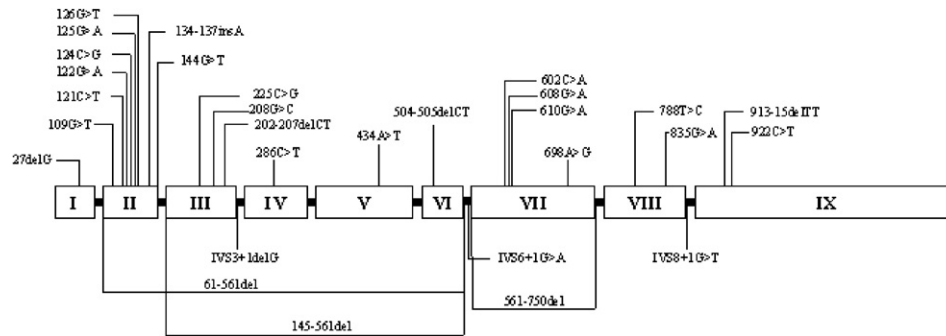 126G>T
125G>A
134-137insA
124C>G
144G>T
122G>A
602C>A
121C>T
225C>G
608G>A
208G>C
504-505delCT
610G>A
788T>C
913-15delTT
109G>T
202-207delCT
434A>T
835G>A
922C>T
27delG
286C>T
698A>G
I
II
III
IV
V
VI
VII
VIII
IX
IVS3+1delG
IVS6+1G>A
IVS8+1G>T
61-561del
561-750del
145-561del